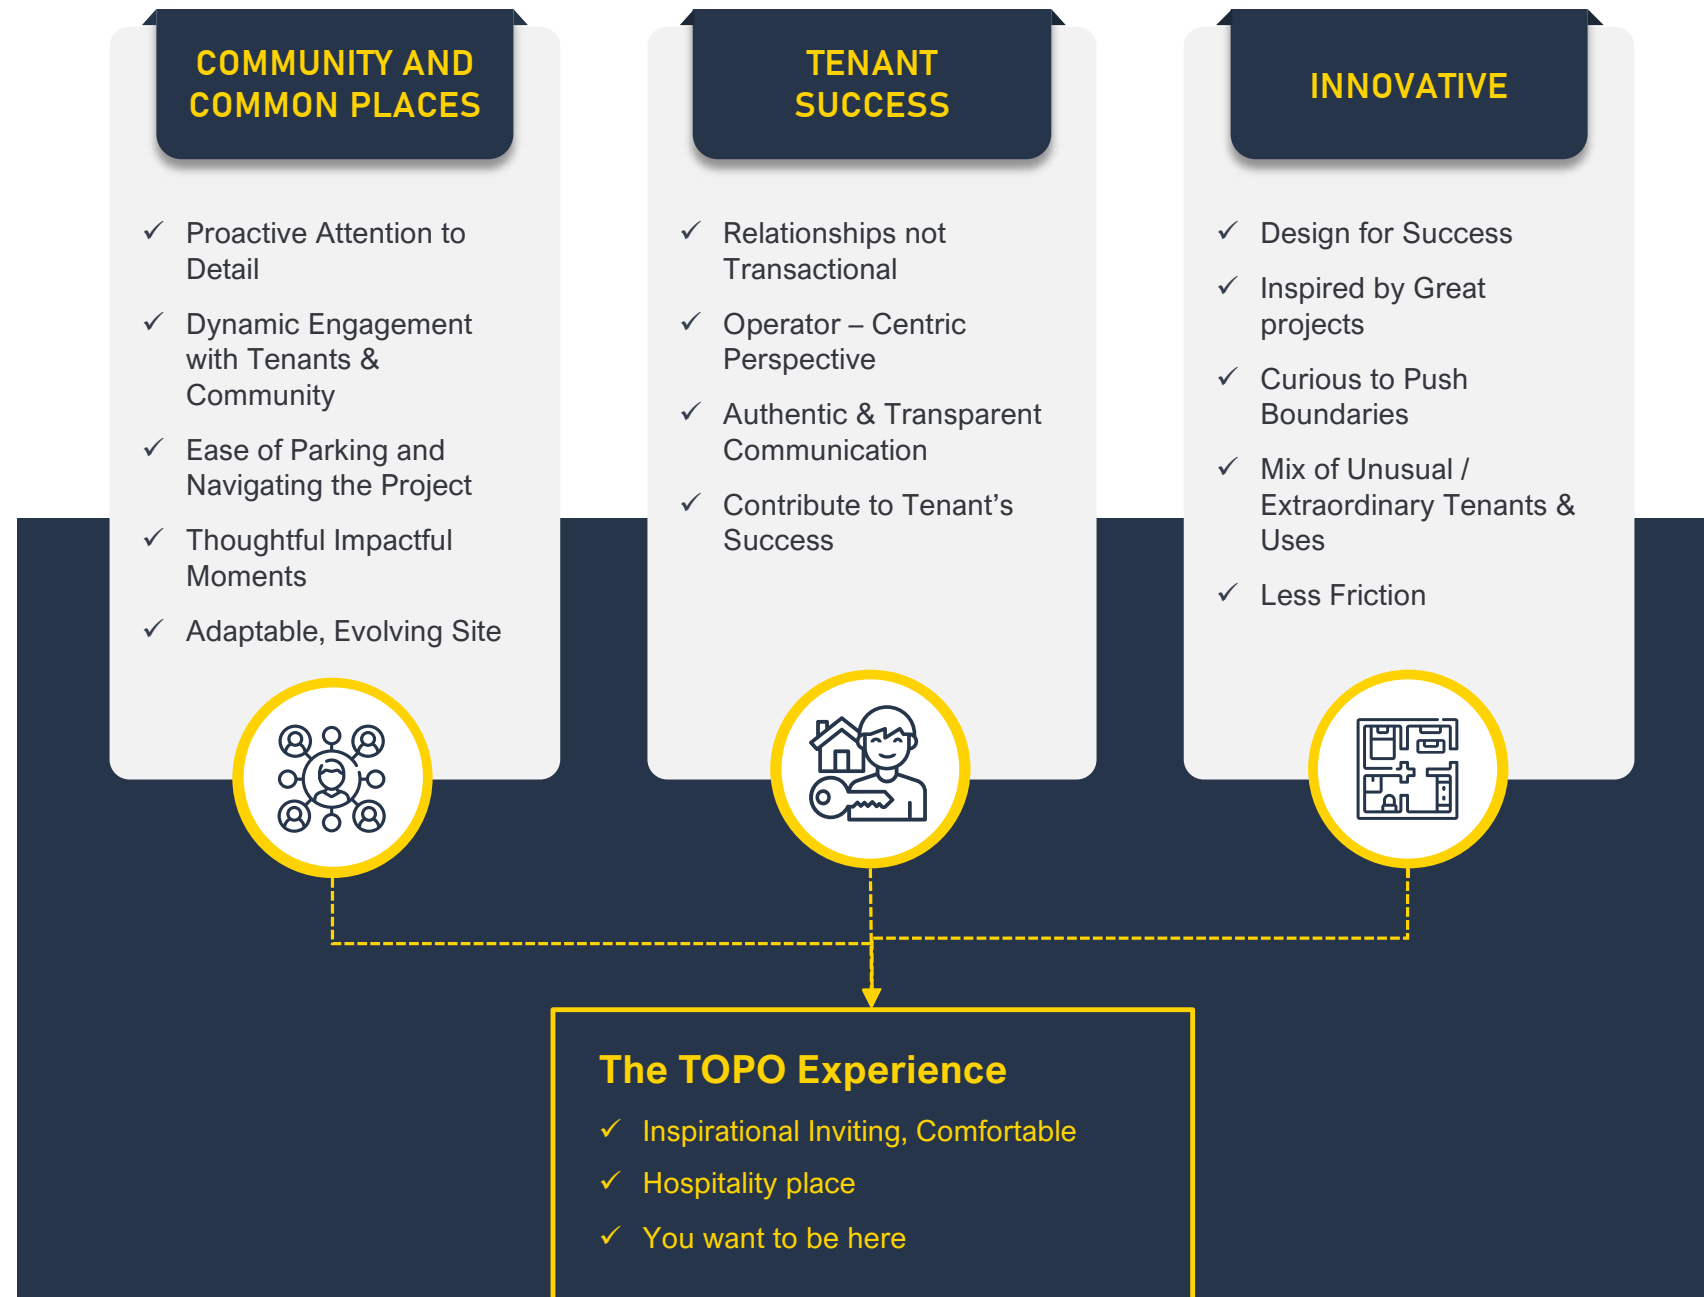 COMMUNITY AND
COMMON PLACES
✓ Proactive Attention to
Detail
✓ Dynamic Engagement
with Tenants &
Community
✓ Ease of Parking and
Navigating the Project
✓ Thoughtful Impactful
Moments
✓ Adaptable, Evolving Site
TENANT
SUCCESS
✓ Relationships not
Transactional
✓ Operator – Centric
Perspective
✓ Authentic & Transparent
Communication
✓ Contribute to Tenant’s
Success
INNOVATIVE
✓ Design for Success
✓ Inspired by Great
projects
✓ Curious to Push
Boundaries
✓ Mix of Unusual /
Extraordinary Tenants &
Uses
✓ Less Friction
The TOPO Experience
✓ Inspirational Inviting, Comfortable
✓ Hospitality place
✓ You want to be here